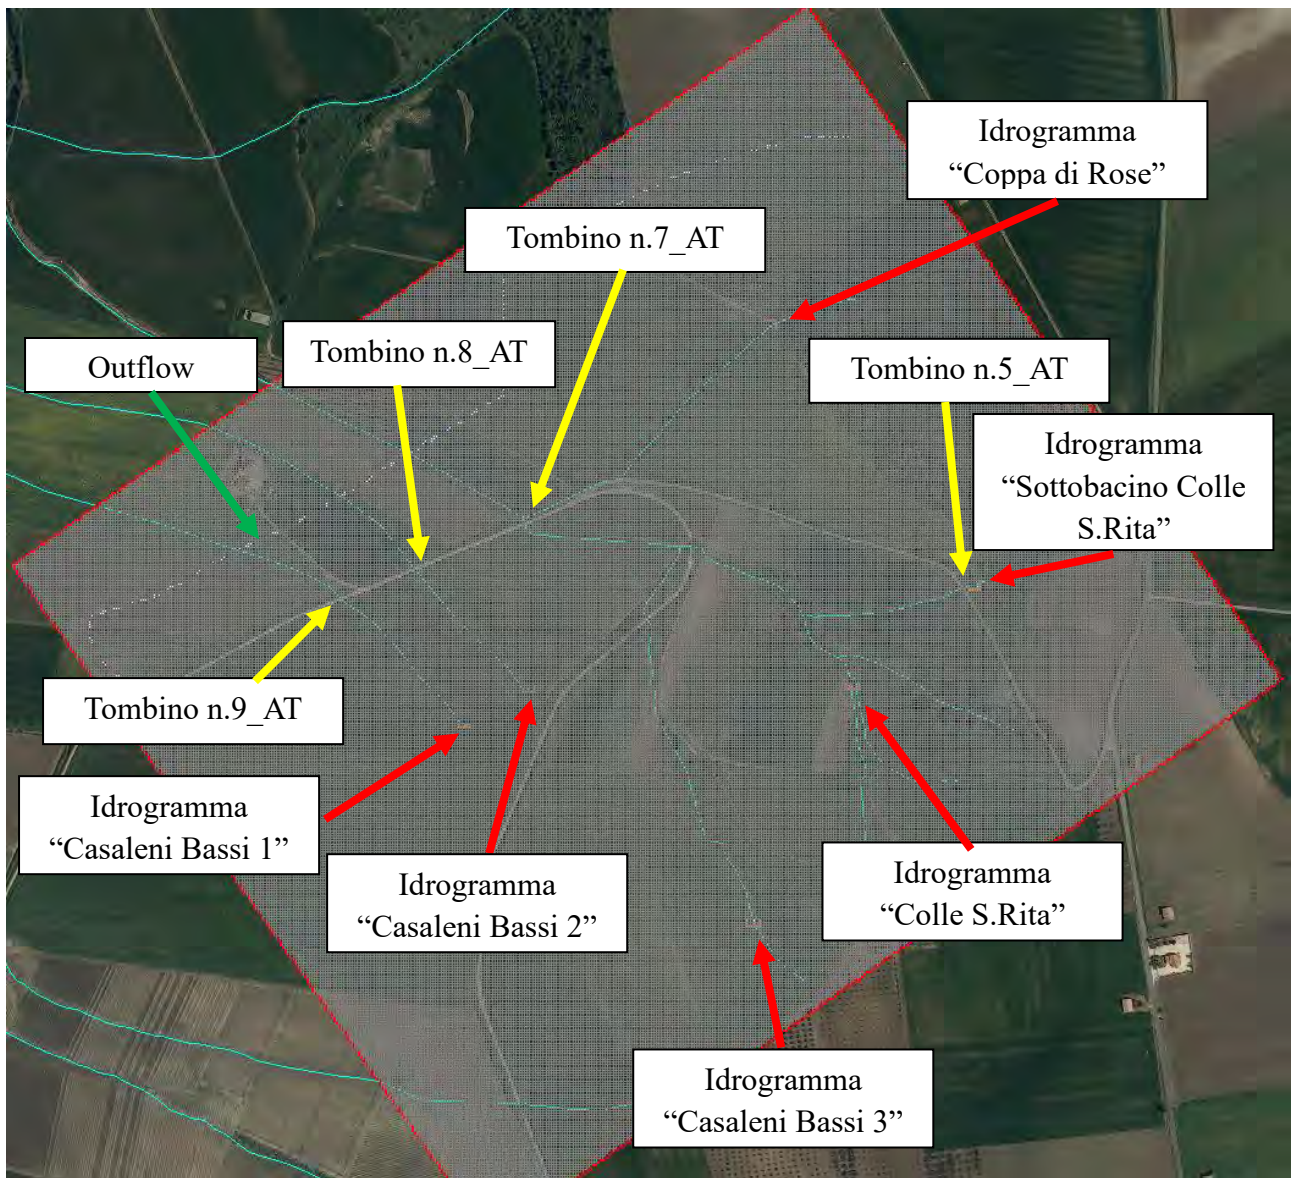 Idrogramma
“Coppa di Rose”
Tombino n.7_AT
Tombino n.8_AT
Outflow
Tombino n.5_AT
Idrogramma
“Sottobacino Colle
S.Rita”
Tombino n.9_AT
Idrogramma
“Casaleni Bassi 1”
Idrogramma
“Casaleni Bassi 2”
Idrogramma
“Colle S.Rita”
Idrogramma
“Casaleni Bassi 3”